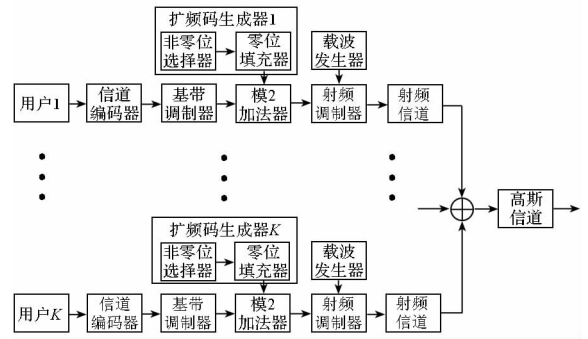 扩频码生成器1
非零位
选择器
零位
填充器
载波
发生器
用户1
信道
编码器
基带
调制器
模2
加法器
射频
调制器
射频
信道
高斯
信道
扩频码生成器K
非零位
选择器
零位
填充器
载波
发生器
用户K
信道
编码器
基带
调制器
模2
加法器
射频
调制器
射频
信道